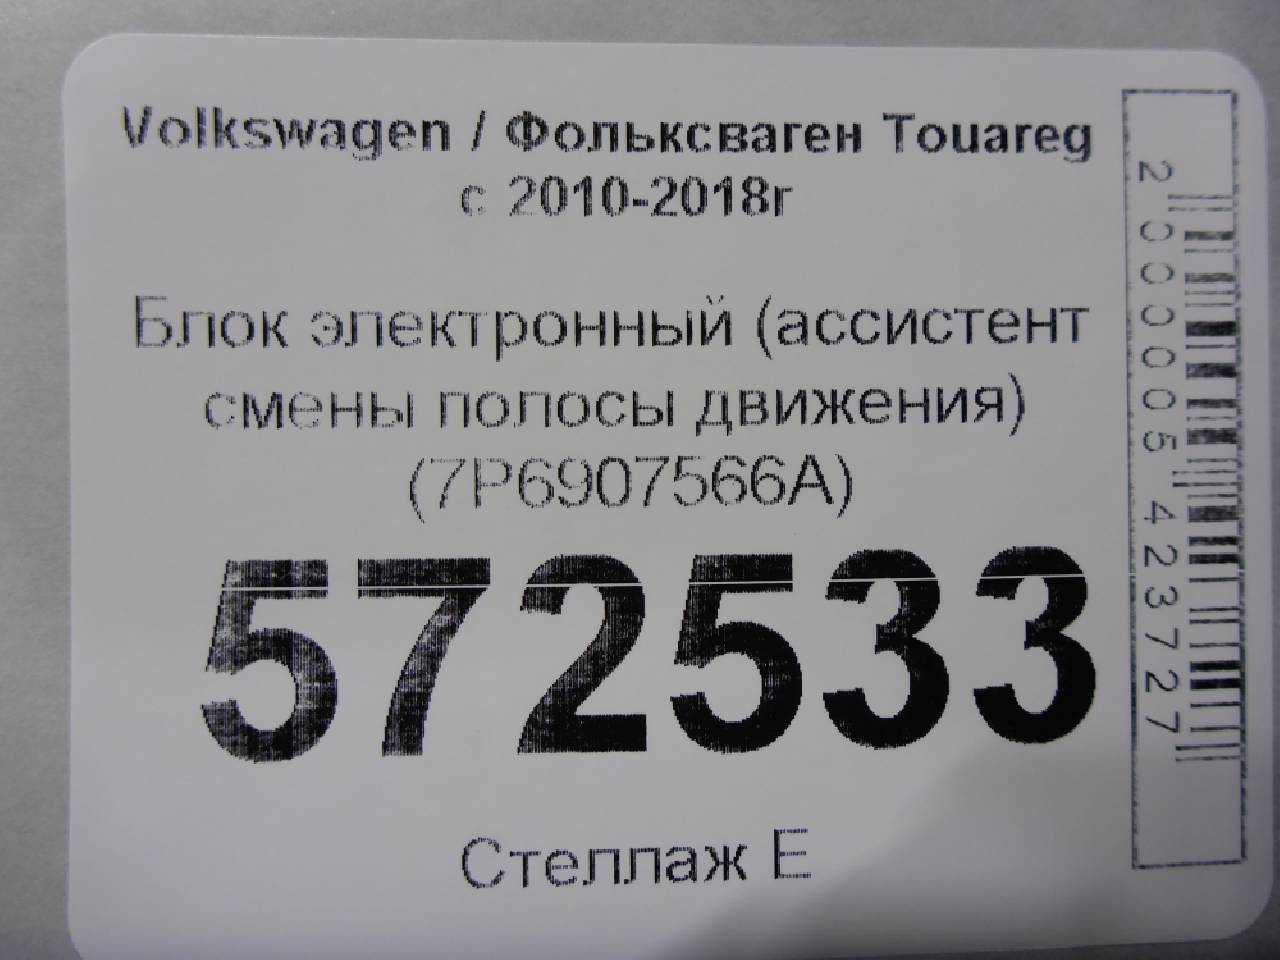 Volkswagen / Фольксваген Touareg
с 2010-2018г
Блок электронный (ассистент
смены полосы движения)
(7P6907566A)
572533
Стеллаж Е
2000005423727